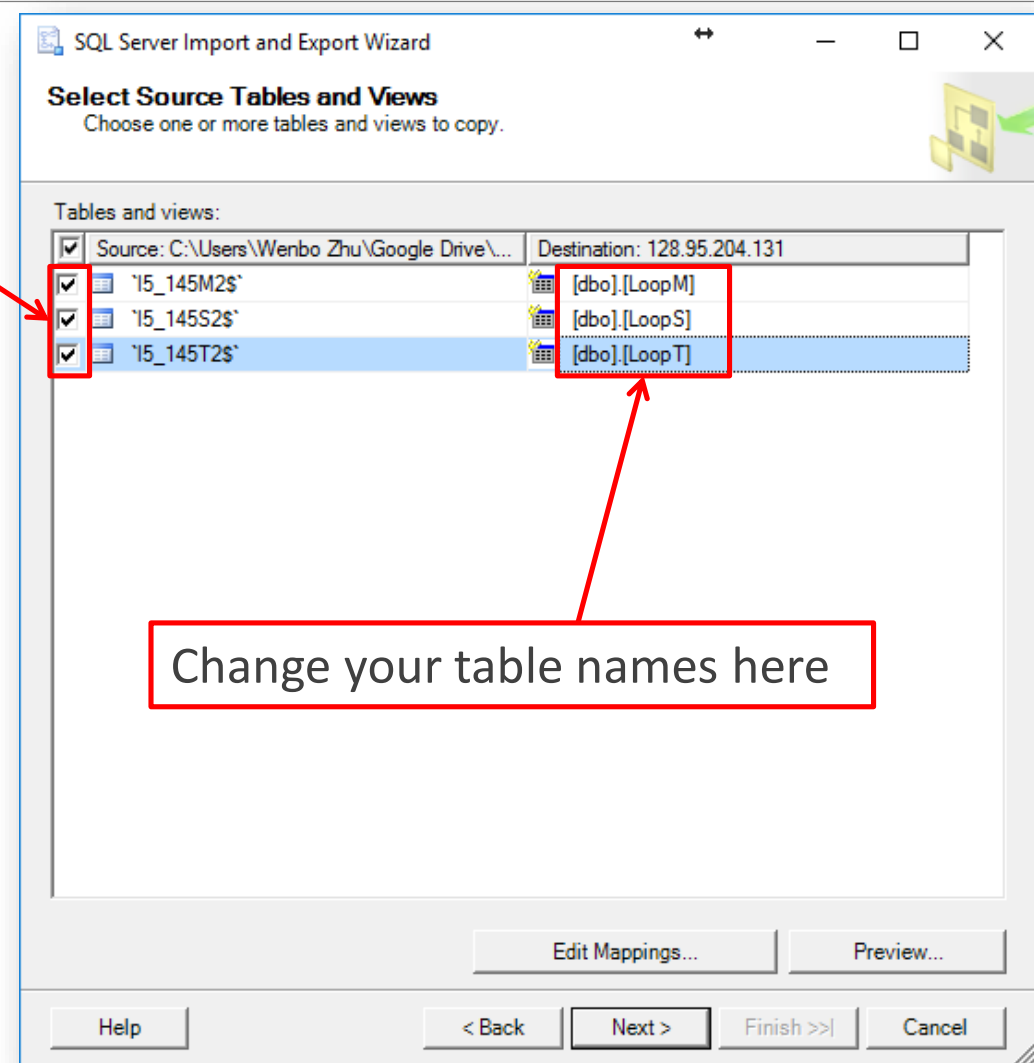 SQL Server Import and Export Wizard
Select Source Tables and Views
Choose one or more tables and views to copy.
Tables and views:
Source: C:\Users\Wenbo Zhu\Google Drive\... Destination: 128.95.204.131
`I5_145M2$` [dbo].[LoopM]
`I5_145S2$` [dbo].[LoopS]
`I5_145T2$` [dbo].[LoopT]
Change your table names here
Edit Mappings... Preview...
Help < Back Next > Finish >>| Cancel